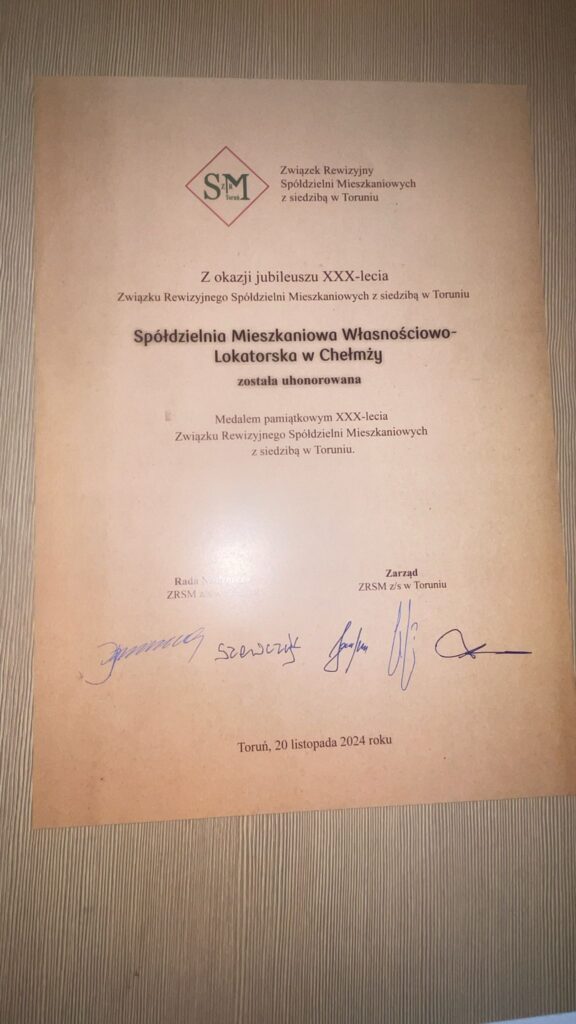 SM
ZR
Toruń
Związek Rewizyjny
Spółdzielni Mieszkaniowych
z siedzibą w Toruniu
Z okazji jubileuszu XXX-lecia
Związku Rewizyjnego Spółdzielni Mieszkaniowych z siedzibą w Toruniu
Spółdzielnia Mieszkaniowa Własnościowo-
Lokatorska w Chełmży
została uhonorowana
Medalem pamiątkowym XXX-lecia
Związku Rewizyjnego Spółdzielni Mieszkaniowych
z siedzibą w Toruniu.
Rada
ZRSM
Zarząd
ZRSM z/s w Toruniu
Szewczyk
Toruń, 20 listopada 2024 roku